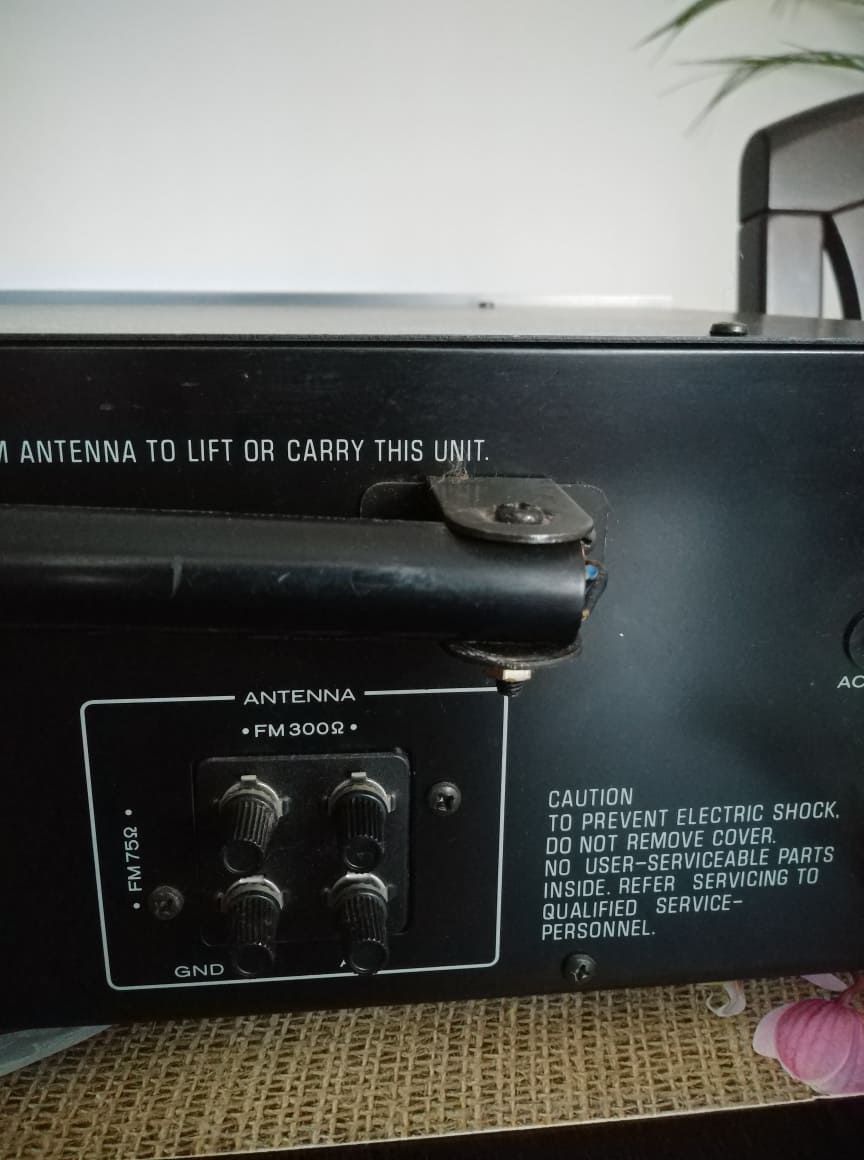 ANTENNA TO LIFT OR CARRY THIS UNIT.
ANTENNA
• FM 300Ω •
• FM 75Ω •
GND
AC
CAUTION
TO PREVENT ELECTRIC SHOCK,
DO NOT REMOVE COVER.
NO USER-SERVICEABLE PARTS
INSIDE. REFER SERVICING TO
QUALIFIED SERVICE-
PERSONNEL.